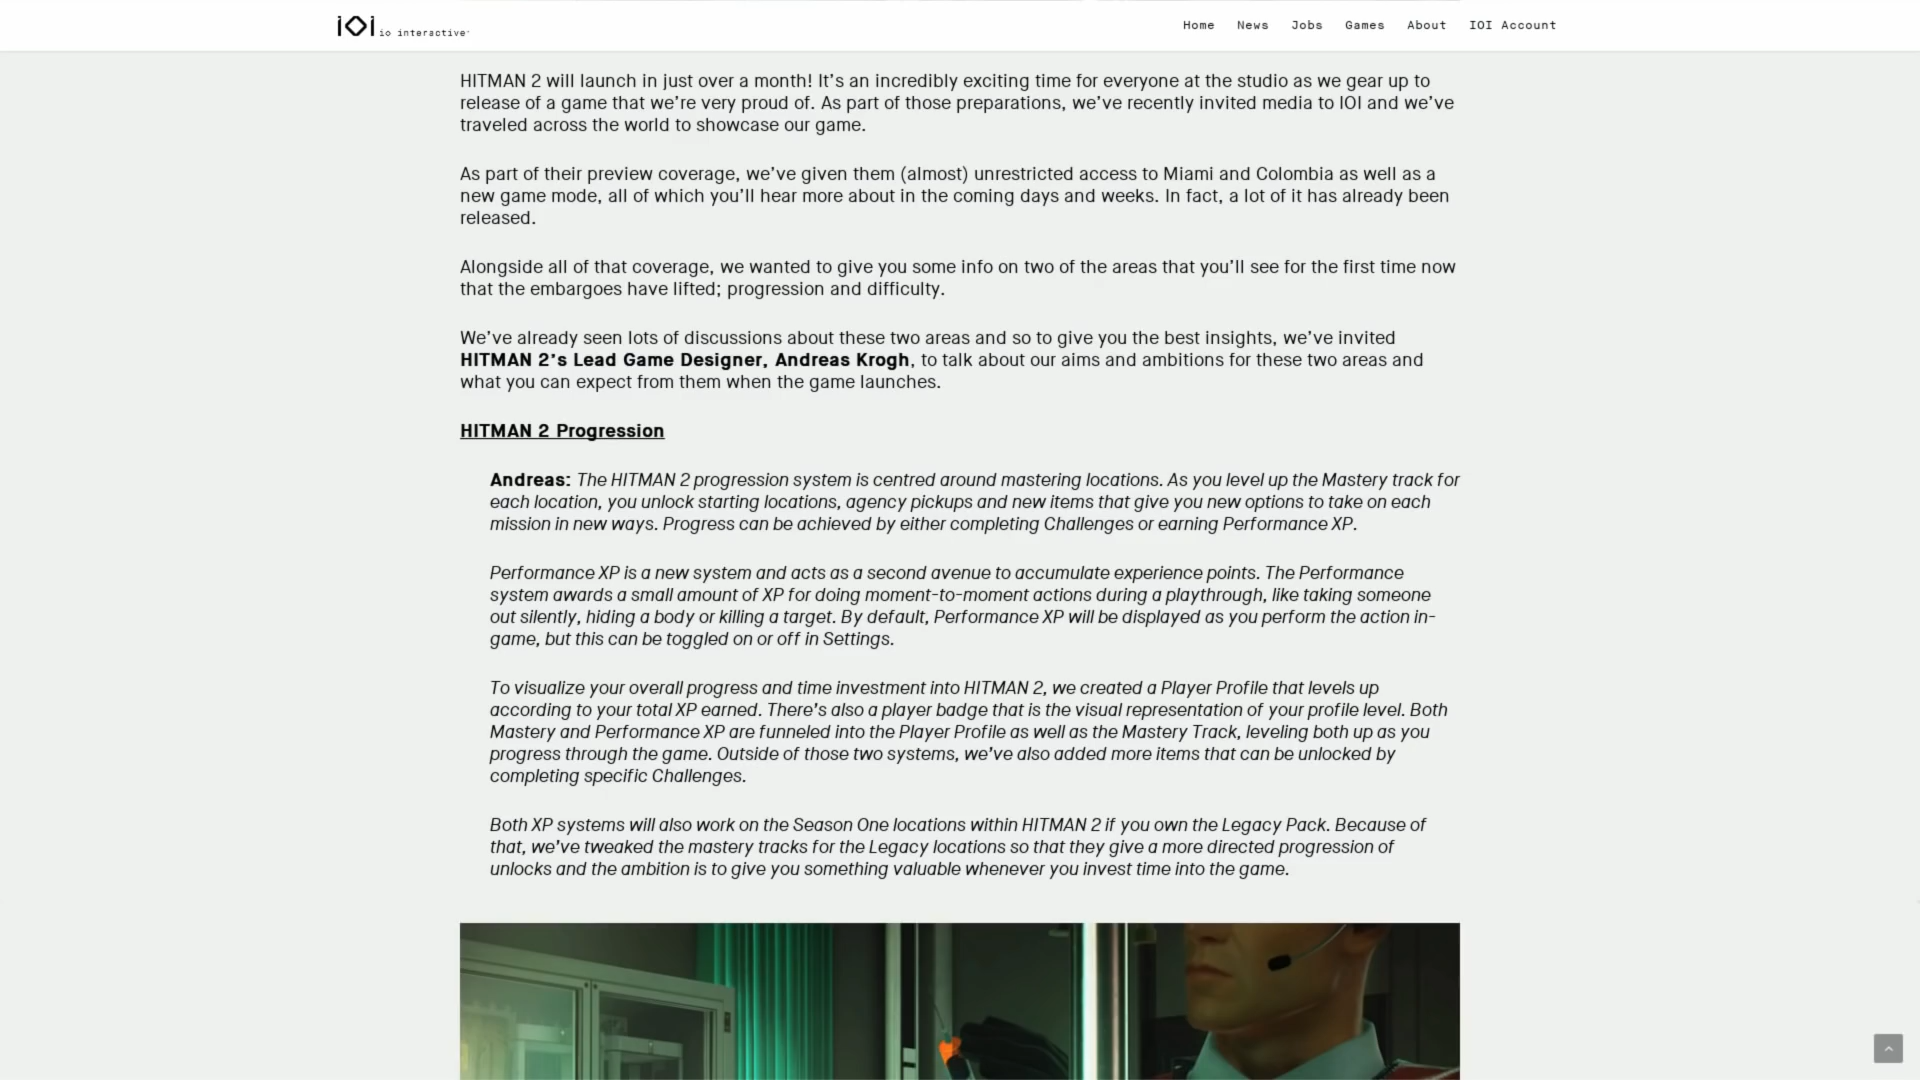 IOI io interactive
Home News Jobs Games About IOI Account
HITMAN 2 will launch in just over a month! It’s an incredibly exciting time for everyone at the studio as we gear up to
release of a game that we’re very proud of. As part of those preparations, we’ve recently invited media to IOI and we’ve
traveled across the world to showcase our game.
As part of their preview coverage, we’ve given them (almost) unrestricted access to Miami and Colombia as well as a
new game mode, all of which you’ll hear more about in the coming days and weeks. In fact, a lot of it has already been
released.
Alongside all of that coverage, we wanted to give you some info on two of the areas that you’ll see for the first time now
that the embargoes have lifted; progression and difficulty.
We’ve already seen lots of discussions about these two areas and so to give you the best insights, we’ve invited
HITMAN 2’s Lead Game Designer, Andreas Krogh, to talk about our aims and ambitions for these two areas and
what you can expect from them when the game launches.
HITMAN 2 Progression
Andreas: The HITMAN 2 progression system is centred around mastering locations. As you level up the Mastery track for
each location, you unlock starting locations, agency pickups and new items that give you new options to take on each
mission in new ways. Progress can be achieved by either completing Challenges or earning Performance XP.
Performance XP is a new system and acts as a second avenue to accumulate experience points. The Performance
system awards a small amount of XP for doing moment-to-moment actions during a playthrough, like taking someone
out silently, hiding a body or killing a target. By default, Performance XP will be displayed as you perform the action in-
game, but this can be toggled on or off in Settings.
To visualize your overall progress and time investment into HITMAN 2, we created a Player Profile that levels up
according to your total XP earned. There’s also a player badge that is the visual representation of your profile level. Both
Mastery and Performance XP are funneled into the Player Profile as well as the Mastery Track, leveling both up as you
progress through the game. Outside of those two systems, we’ve also added more items that can be unlocked by
completing specific Challenges.
Both XP systems will also work on the Season One locations within HITMAN 2 if you own the Legacy Pack. Because of
that, we’ve tweaked the mastery tracks for the Legacy locations so that they give a more directed progression of
unlocks and the ambition is to give you something valuable whenever you invest time into the game.